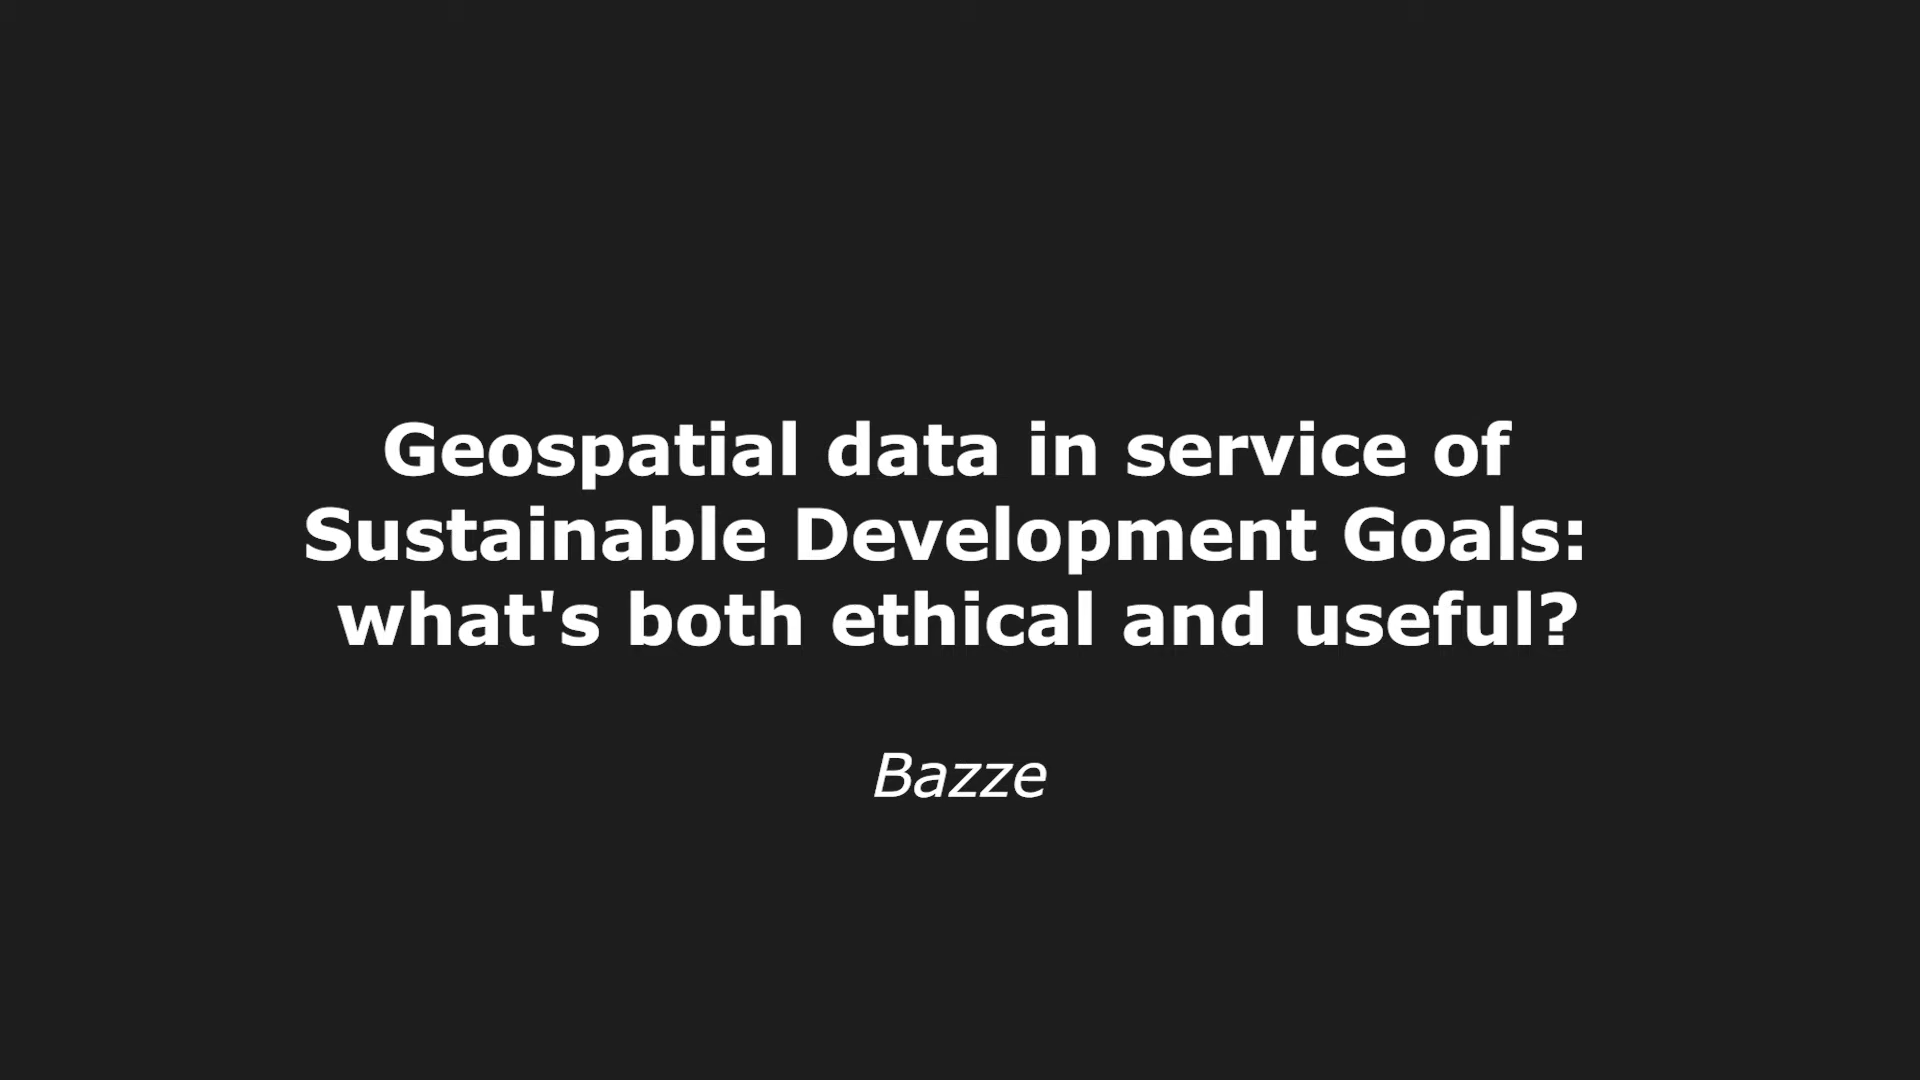 Geospatial data in service of
Sustainable Development Goals:
what's both ethical and useful?
Bazze